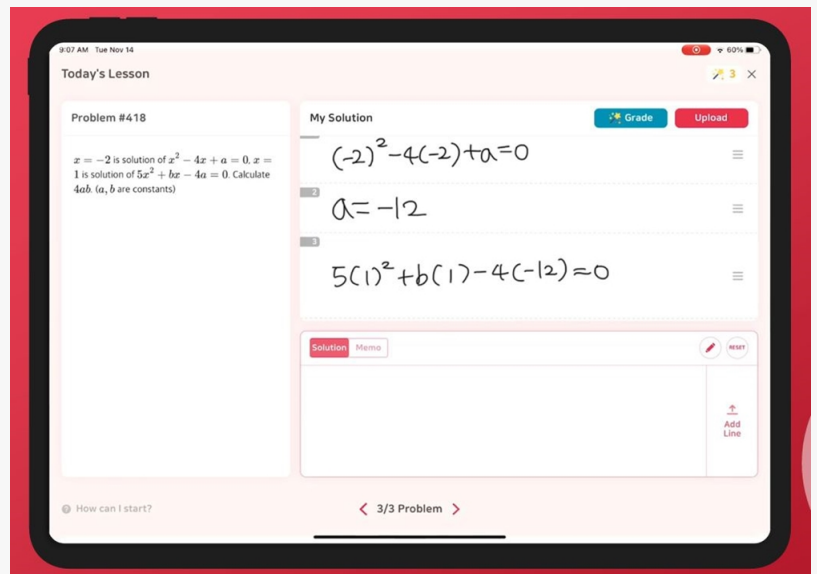 9:07 AM Tue Nov 14
60%
Today's Lesson
3
Problem #418
x = −2 is solution of x² − 4x + a = 0, x =
1 is solution of 5x² + bx − 4a = 0. Calculate
4ab. (a, b are constants)
My Solution
Grade
Upload
(-2)²-4(-2)+a=0
2
a=-12
3
5(1)²+b(1)-4(-12)=0
Solution
Memo
RESET
Add
Line
How can I start?
3/3 Problem